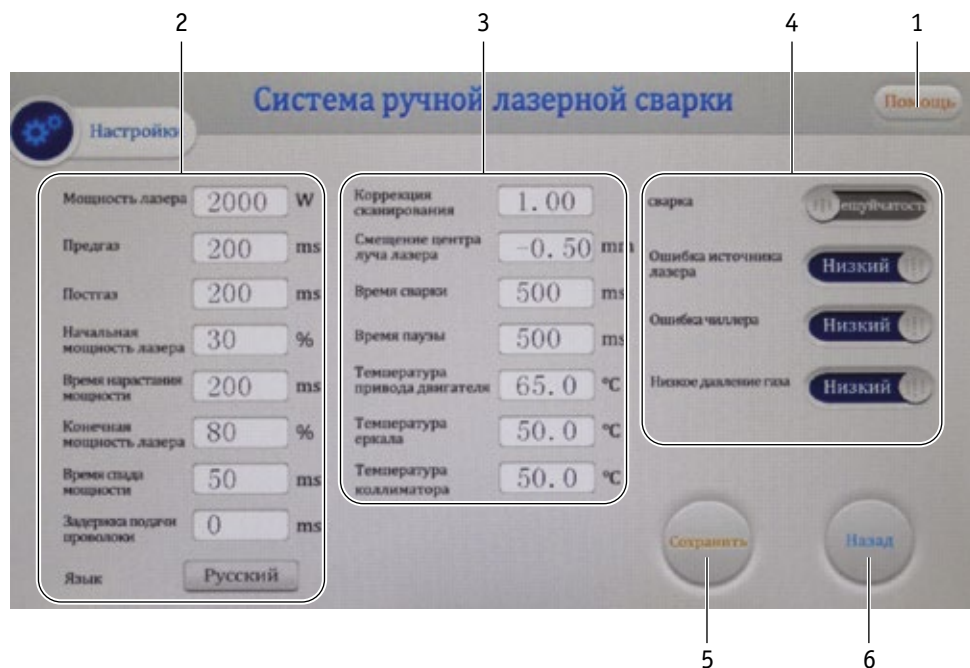 2
3
4
1
Система ручной лазерной сварки
Помощь
Настройки
Мощность лазера 2000 W
Предгаз 200 ms
Постгаз 200 ms
Начальная
мощность лазера 30 %
Время нарастания
мощности 200 ms
Конечная
мощность лазера 80 %
Время спада
мощности 50 ms
Задержка подачи
проволоки 0 ms
Язык Русский
Коррекция
сканирования 1.00
Смещение центра
луча лазера -0.50 mm
Время сварки 500 ms
Время паузы 500 ms
Температура
привода двигателя 65.0 °C
Температура
еркала 50.0 °C
Температура
коллиматора 50.0 °C
сварка ешуйчатост
Ошибка источника
лазера Низкий
Ошибка чиллера Низкий
Низкое давление газа Низкий
Сохранить
Назад
5
6